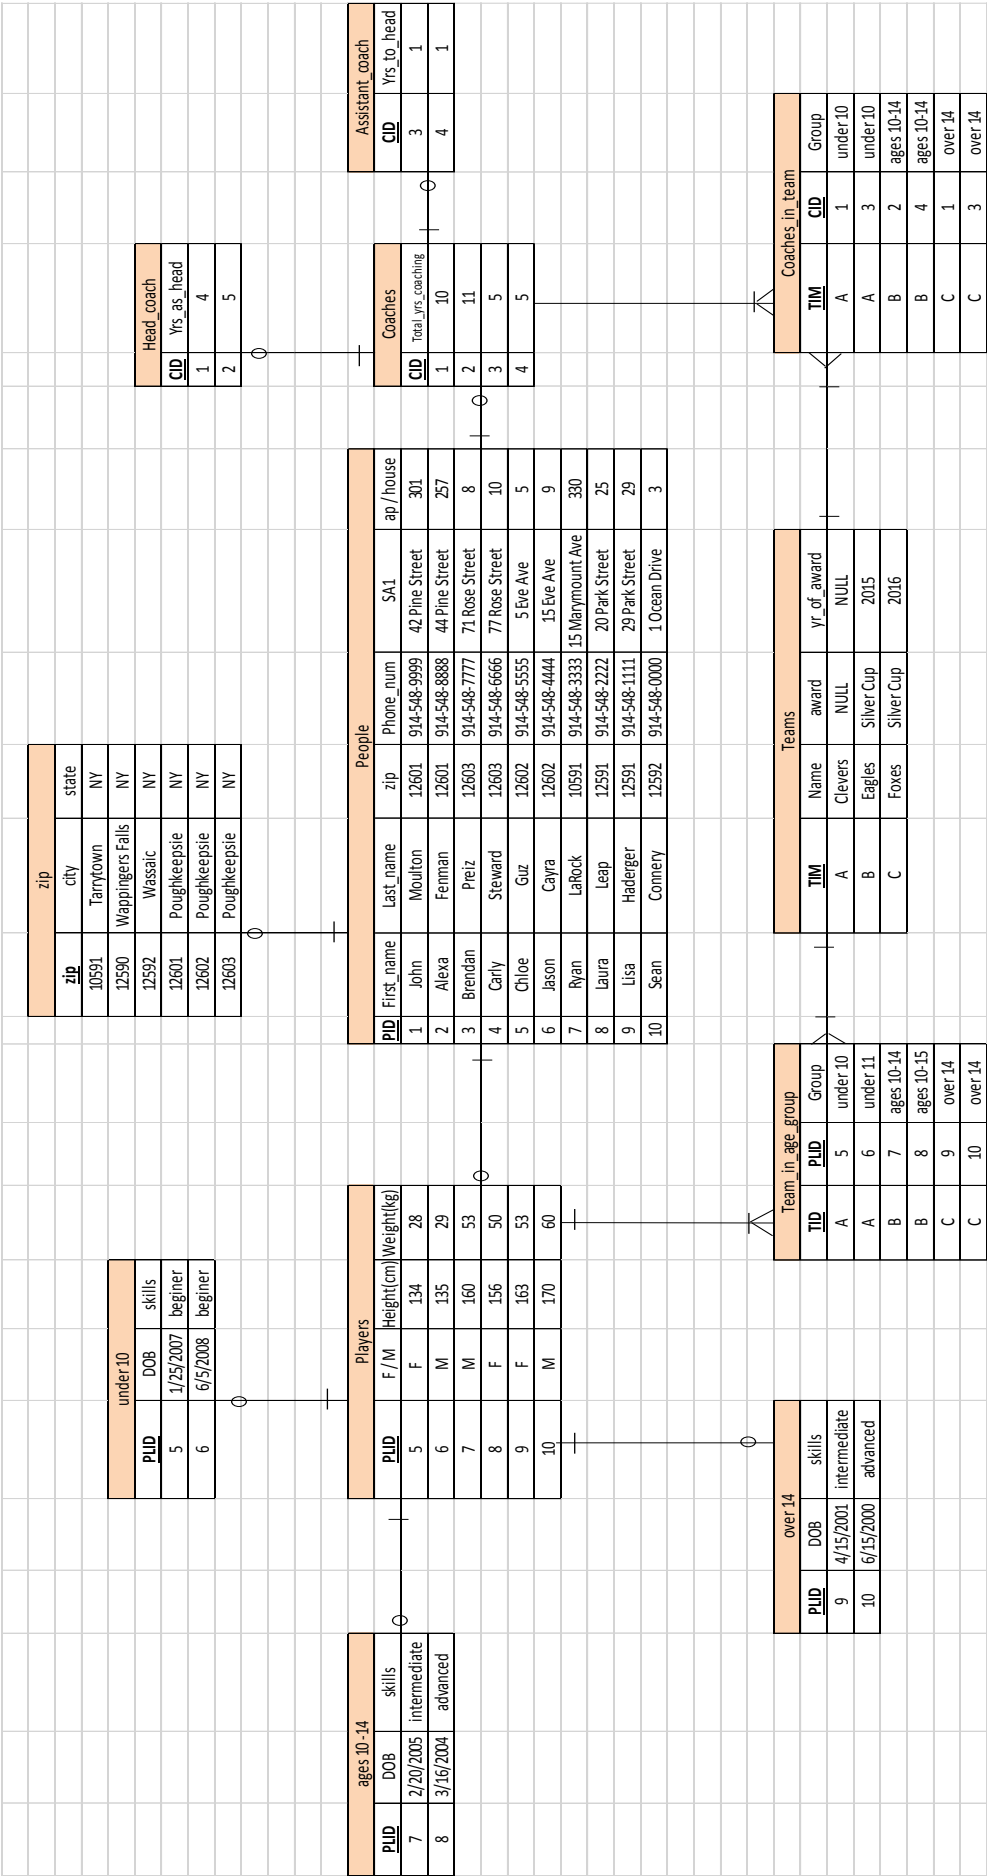 zip
zip city state
10591 Tarrytown NY
12590 Wappingers Falls NY
12592 Wassaic NY
12601 Poughkeepsie NY
12602 Poughkeepsie NY
12603 Poughkeepsie NY
under 10
PLID DOB skills
5 1/25/2007 beginer
6 6/5/2008 beginer
Head_coach
CID Yrs_as_head
1 4
2 5
ages 10 -14
PLID DOB skills
7 2/20/2005 intermediate
8 3/16/2004 advanced
Players
PLID F / M Height(cm) Weight(kg)
5 F 134 28
6 M 135 29
7 M 160 53
8 F 156 50
9 F 163 53
10 M 170 60
People
PID First_name Last_name zip Phone_num SA1 ap / house
1 John Moulton 12601 914-548-9999 42 Pine Street 301
2 Alexa Fenman 12601 914-548-8888 44 Pine Street 257
3 Brendan Preiz 12603 914-548-7777 71 Rose Street 8
4 Carly Steward 12603 914-548-6666 77 Rose Street 10
5 Chloe Guz 12602 914-548-5555 5 Eve Ave 5
6 Jason Cayra 12602 914-548-4444 15 Eve Ave 9
7 Ryan LaRock 10591 914-548-3333 15 Marymount Ave 330
8 Laura Leap 12591 914-548-2222 20 Park Street 25
9 Lisa Haderger 12591 914-548-1111 29 Park Street 29
10 Sean Connery 12592 914-548-0000 1 Ocean Drive 3
Coaches
CID Total_yrs_coaching
1 10
2 11
3 5
4 5
Assistant_coach
CID Yrs_to_head
3 1
4 1
over 14
PLID DOB skills
9 4/15/2001 intermediate
10 6/15/2000 advanced
Team_in_age_group
TID PLID Group
A 5 under 10
A 6 under 11
B 7 ages 10-14
B 8 ages 10-15
C 9 over 14
C 10 over 14
Teams
TIM Name award yr_of_award
A Clevers NULL NULL
B Eagles Silver Cup 2015
C Foxes Silver Cup 2016
Coaches_in_team
TIM CID Group
A 1 under 10
A 3 under 10
B 2 ages 10-14
B 4 ages 10-14
C 1 over 14
C 3 over 14